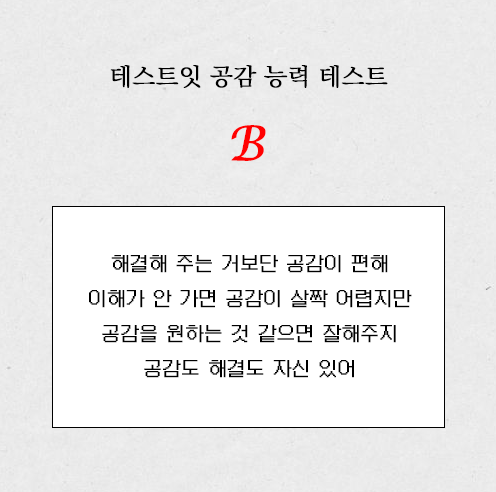 테스트잇 공감 능력 테스트
B
해결해 주는 거보단 공감이 편해
이해가 안 가면 공감이 살짝 어렵지만
공감을 원하는 것 같으면 잘해주지
공감도 해결도 자신 있어